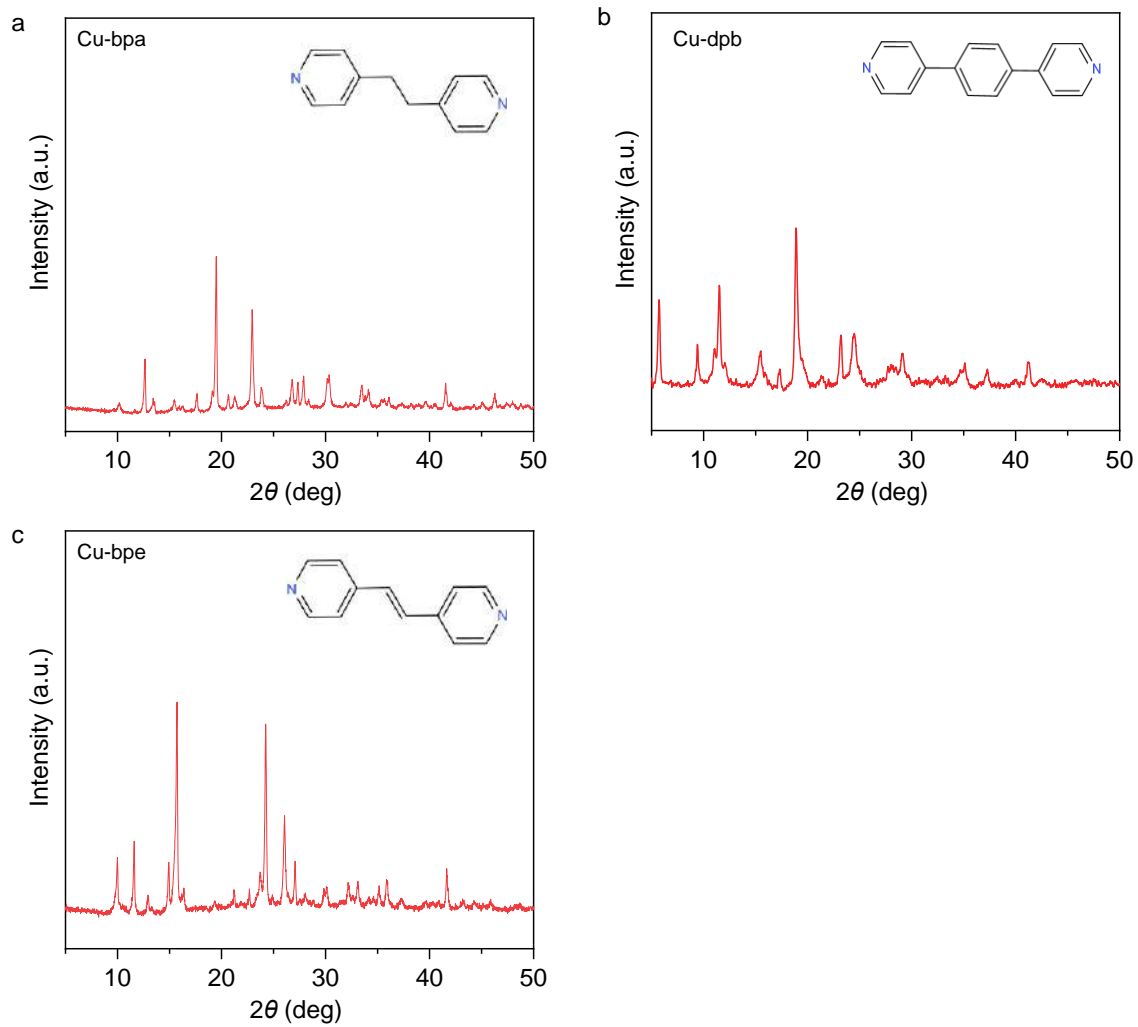 a
Cu-bpa
N
N
Intensity (a.u.)
10 20 30 40 50
2θ (deg)
b
Cu-dpb
N
N
Intensity (a.u.)
10 20 30 40 50
2θ (deg)
c
Cu-bpe
N
N
Intensity (a.u.)
10 20 30 40 50
2θ (deg)